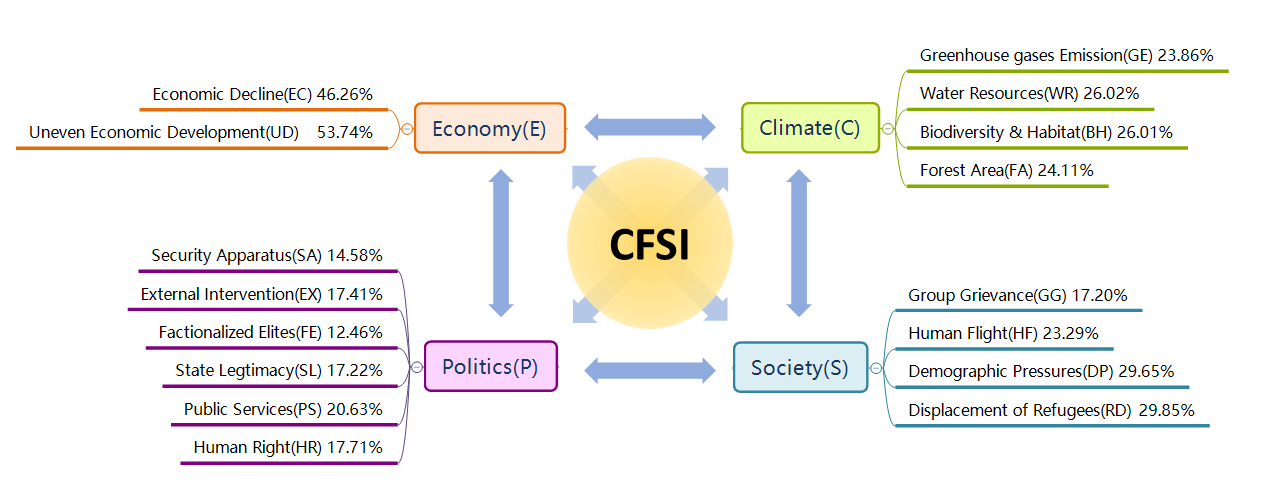 Economic Decline(EC) 46.26%
Uneven Economic Development(UD) 53.74%
Economy(E)
Climate(C)
Greenhouse gases Emission(GE) 23.86%
Water Resources(WR) 26.02%
Biodiversity & Habitat(BH) 26.01%
Forest Area(FA) 24.11%
CFSI
Security Apparatus(SA) 14.58%
External Intervention(EX) 17.41%
Factionalized Elites(FE) 12.46%
State Legtimacy(SL) 17.22%
Public Services(PS) 20.63%
Human Right(HR) 17.71%
Politics(P)
Society(S)
Group Grievance(GG) 17.20%
Human Flight(HF) 23.29%
Demographic Pressures(DP) 29.65%
Displacement of Refugees(RD) 29.85%